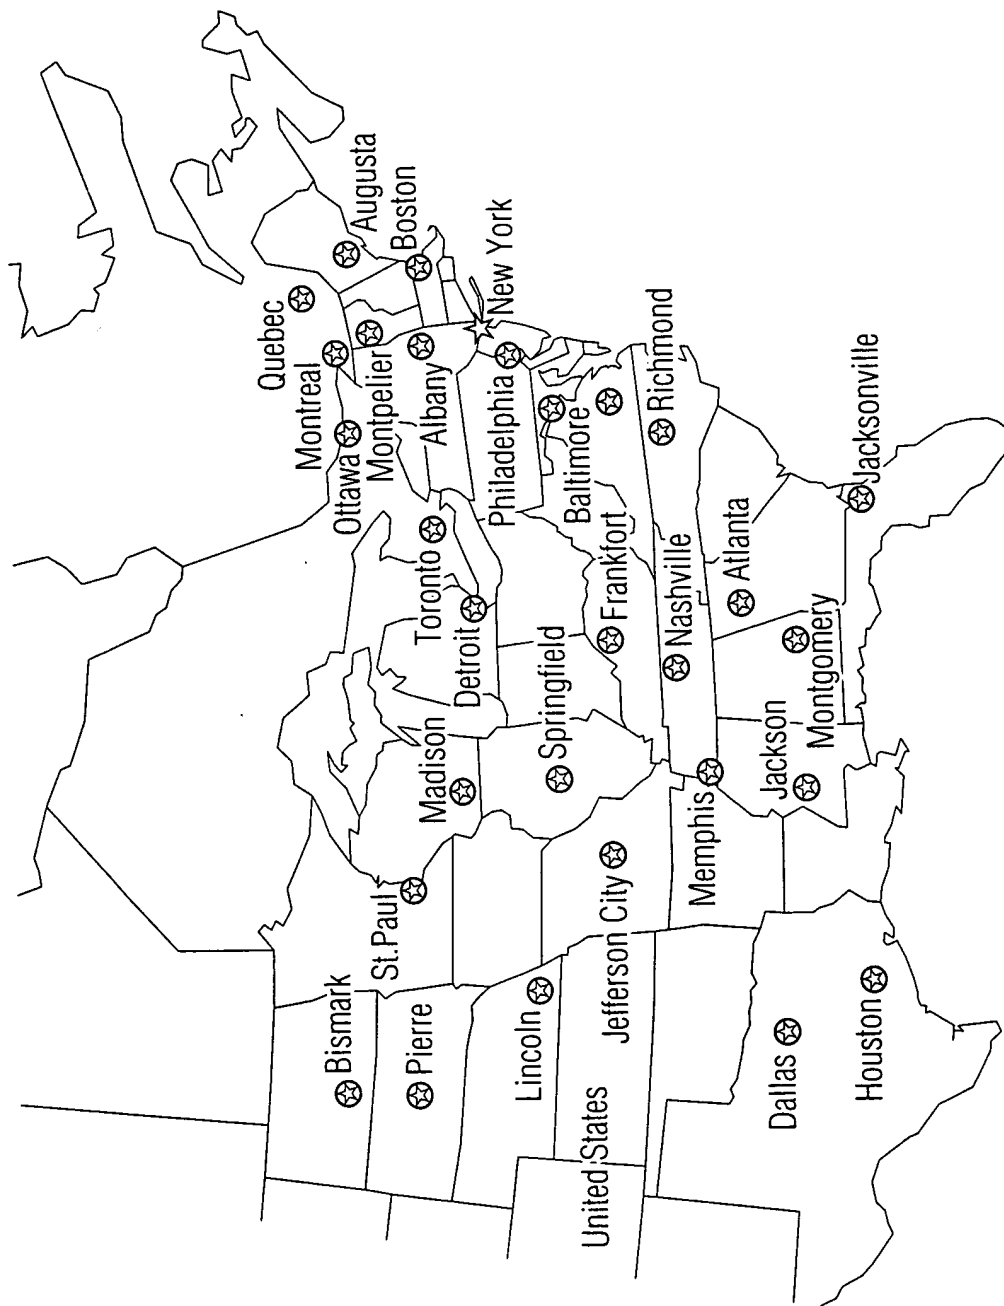 Quebec
Montreal
Ottawa
Montpelier
Augusta
Boston
Albany
New York
Toronto
Detroit
Philadelphia
Baltimore
Madison
St.Paul
Bismark
Pierre
Springfield
Frankfort
Richmond
Lincoln
Jefferson City
Nashville
United States
Memphis
Atlanta
Jackson
Montgomery
Jacksonville
Dallas
Houston